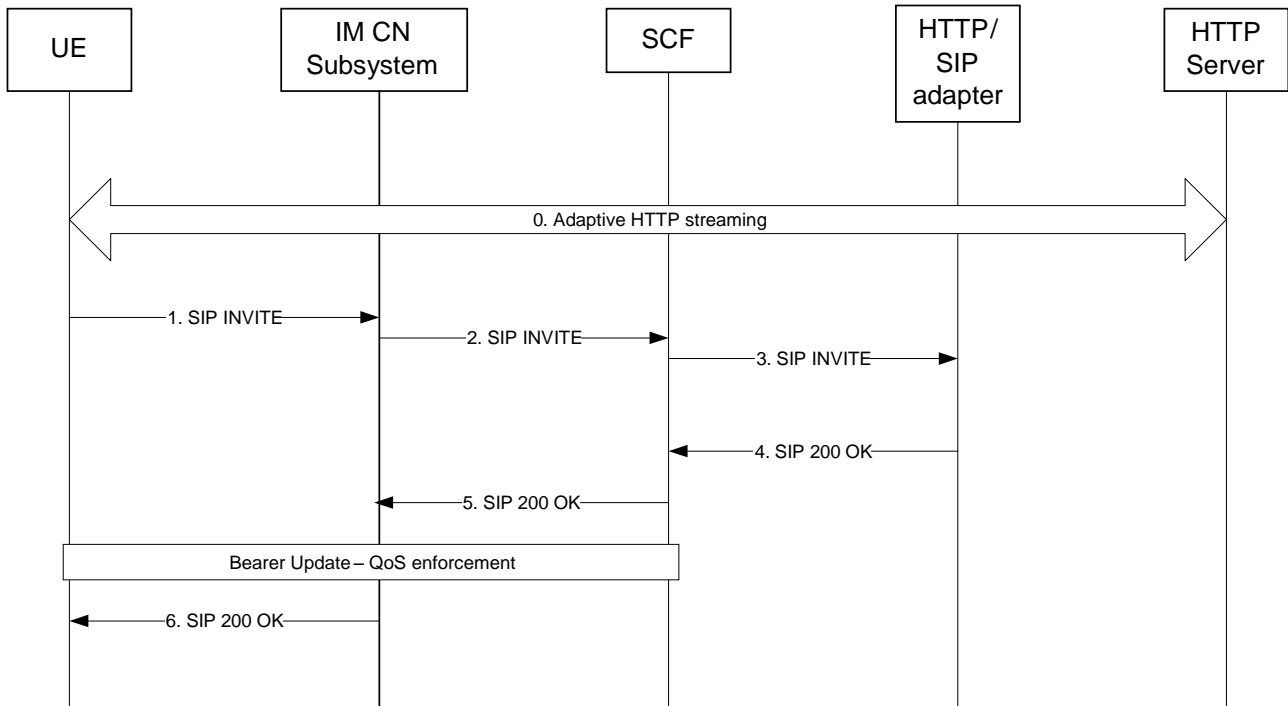 UE
IM CN
Subsystem
SCF
HTTP/
SIP
adapter
HTTP
Server
0. Adaptive HTTP streaming
1. SIP INVITE
2. SIP INVITE
3. SIP INVITE
4. SIP 200 OK
5. SIP 200 OK
Bearer Update – QoS enforcement
6. SIP 200 OK